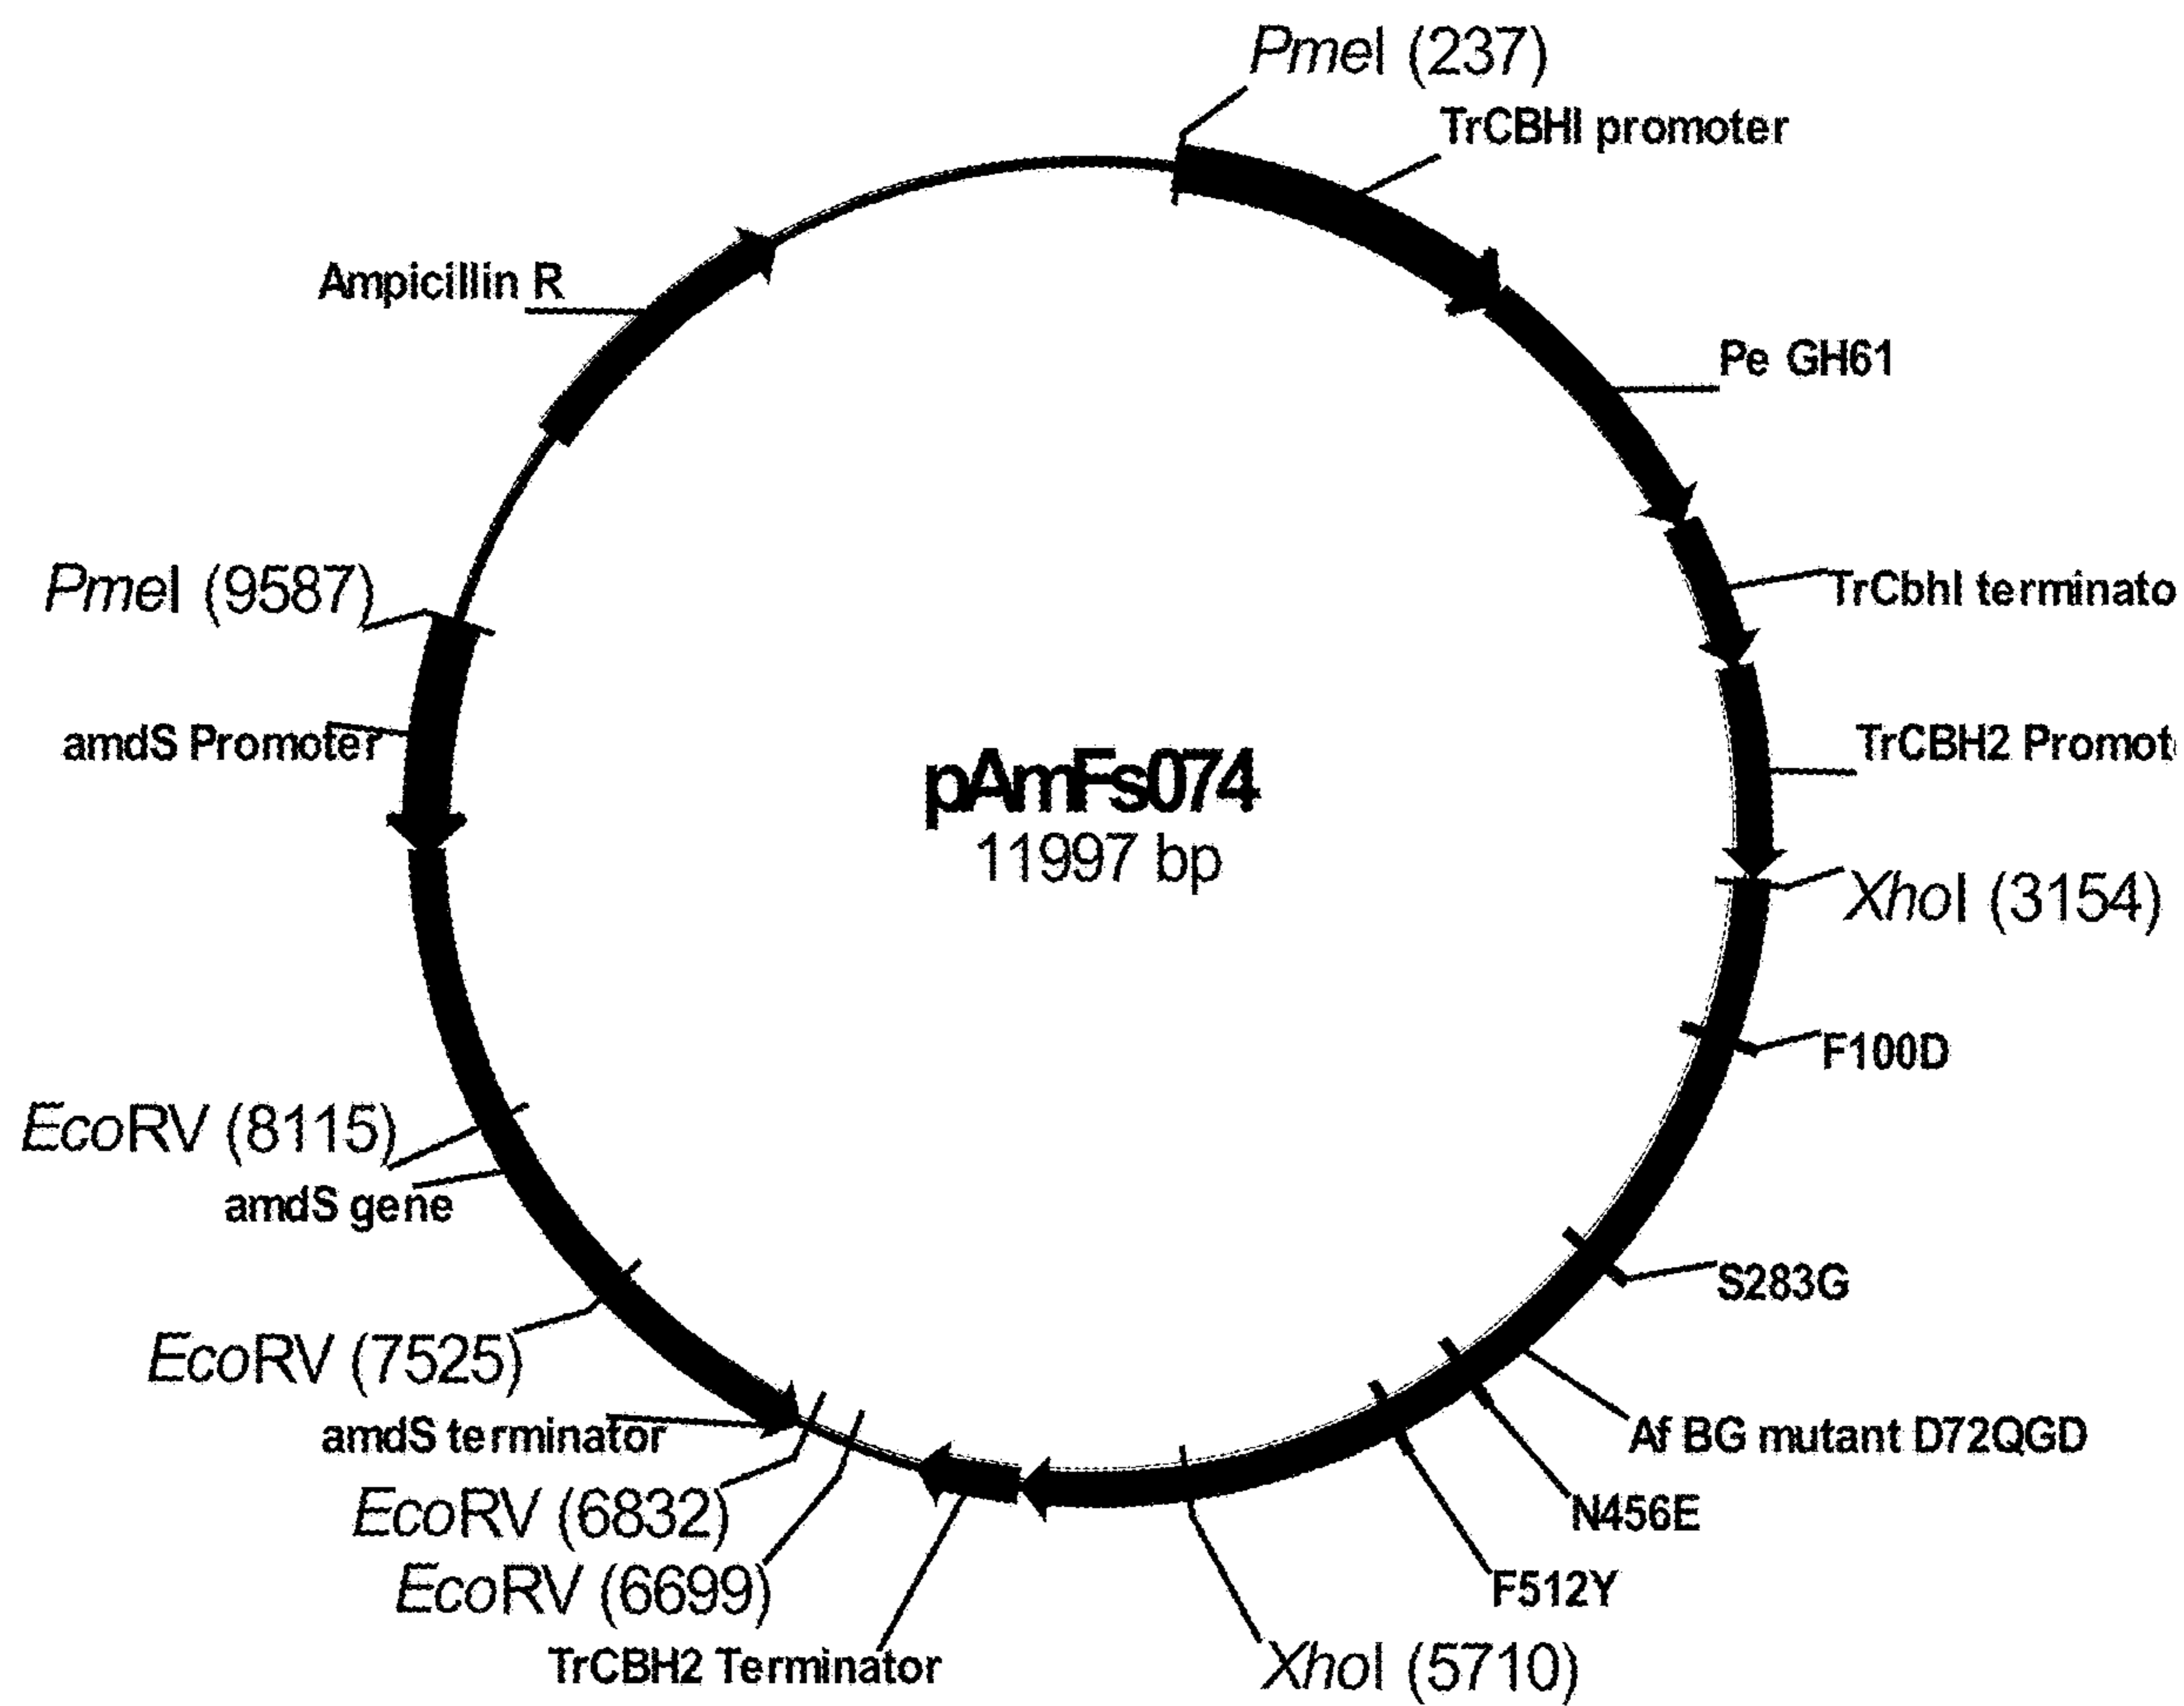 PmeI (237)
TrCBHI promoter
Ampicillin R
Pe GH61
PmeI (9587)
TrCbhI terminato
amdS Promoter
TrCBH2 Promot
pAmFs074
11997 bp
XhoI (3154)
F100D
EcoRV (8115)
amdS gene
S283G
EcoRV (7525)
amdS terminator
Af BG mutant D72QGD
EcoRV (6832)
N456E
EcoRV (6699)
F512Y
TrCBH2 Terminator
XhoI (5710)